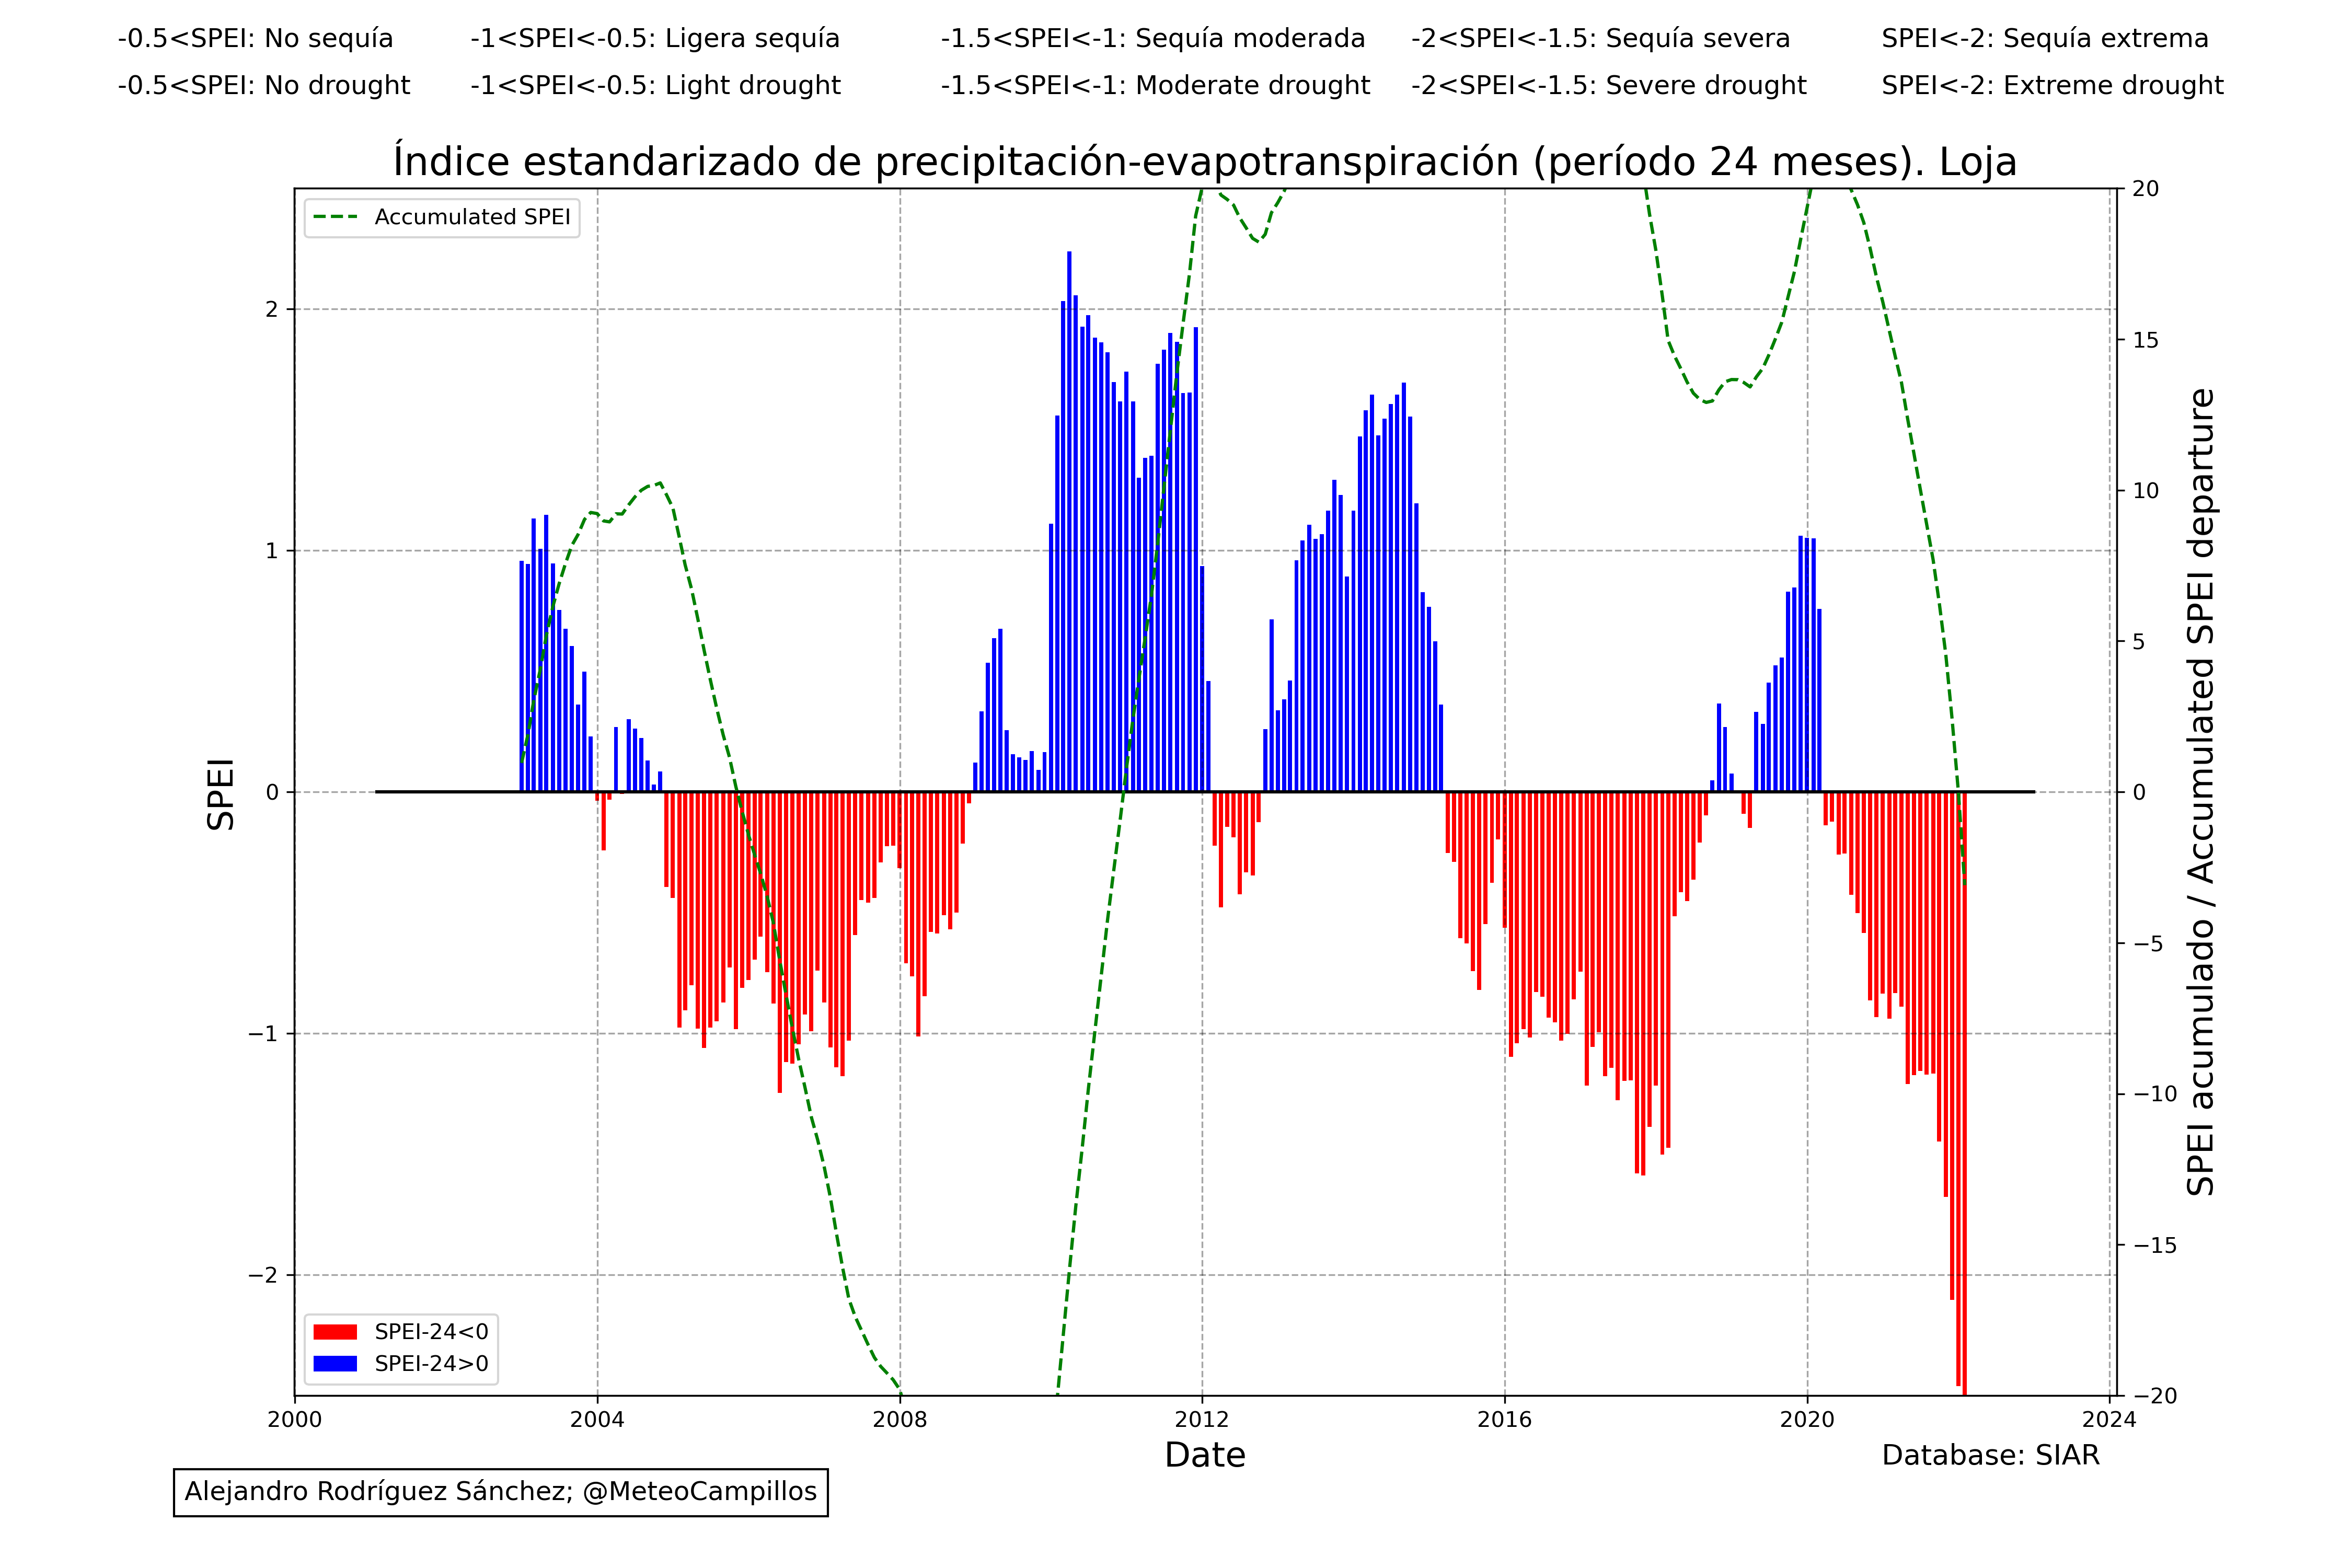 -0.5<SPEI: No sequía -1<SPEI<-0.5: Ligera sequía -1.5<SPEI<-1: Sequía moderada -2<SPEI<-1.5: Sequía severa SPEI<-2: Sequía extrema
-0.5<SPEI: No drought -1<SPEI<-0.5: Light drought -1.5<SPEI<-1: Moderate drought -2<SPEI<-1.5: Severe drought SPEI<-2: Extreme drought
Índice estandarizado de precipitación-evapotranspiración (período 24 meses). Loja
Accumulated SPEI
SPEI
2
1
0
−1
−2
20
15
10
5
0
−5
−10
−15
−20
SPEI acumulado / Accumulated SPEI departure
SPEI-24<0
SPEI-24>0
2000 2004 2008 2012 2016 2020 2024
Date
Database: SIAR
Alejandro Rodríguez Sánchez; @MeteoCampillos